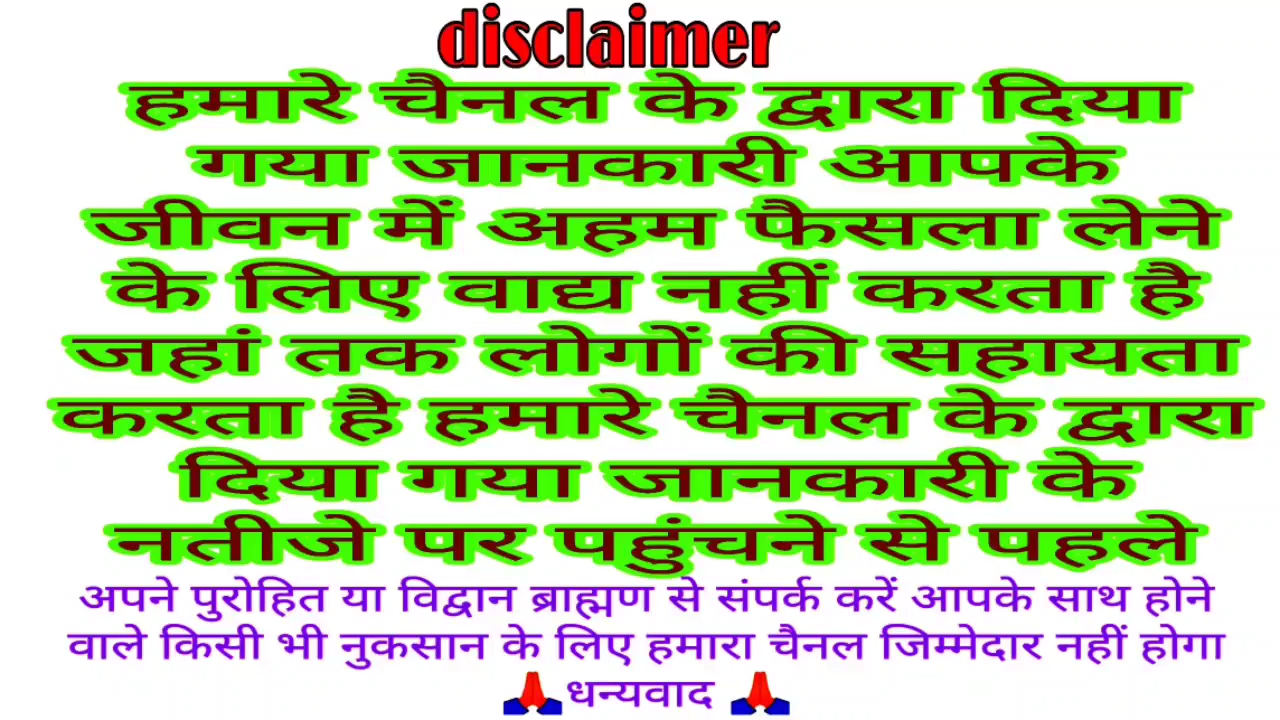 disclaimer
हमारे चैनल के द्वारा दिया
गया जानकारी आपके
जीवन में अहम फैसला लेने
के लिए वाद्य नहीं करता है
जहां तक लोगों की सहायता
करता है हमारे चैनल के द्वारा
दिया गया जानकारी के
नतीजे पर पहुंचने से पहले
अपने पुरोहित या विद्वान ब्राह्मण से संपर्क करें आपके साथ होने
वाले किसी भी नुकसान के लिए हमारा चैनल जिम्मेदार नहीं होगा
🙏धन्यवाद 🙏